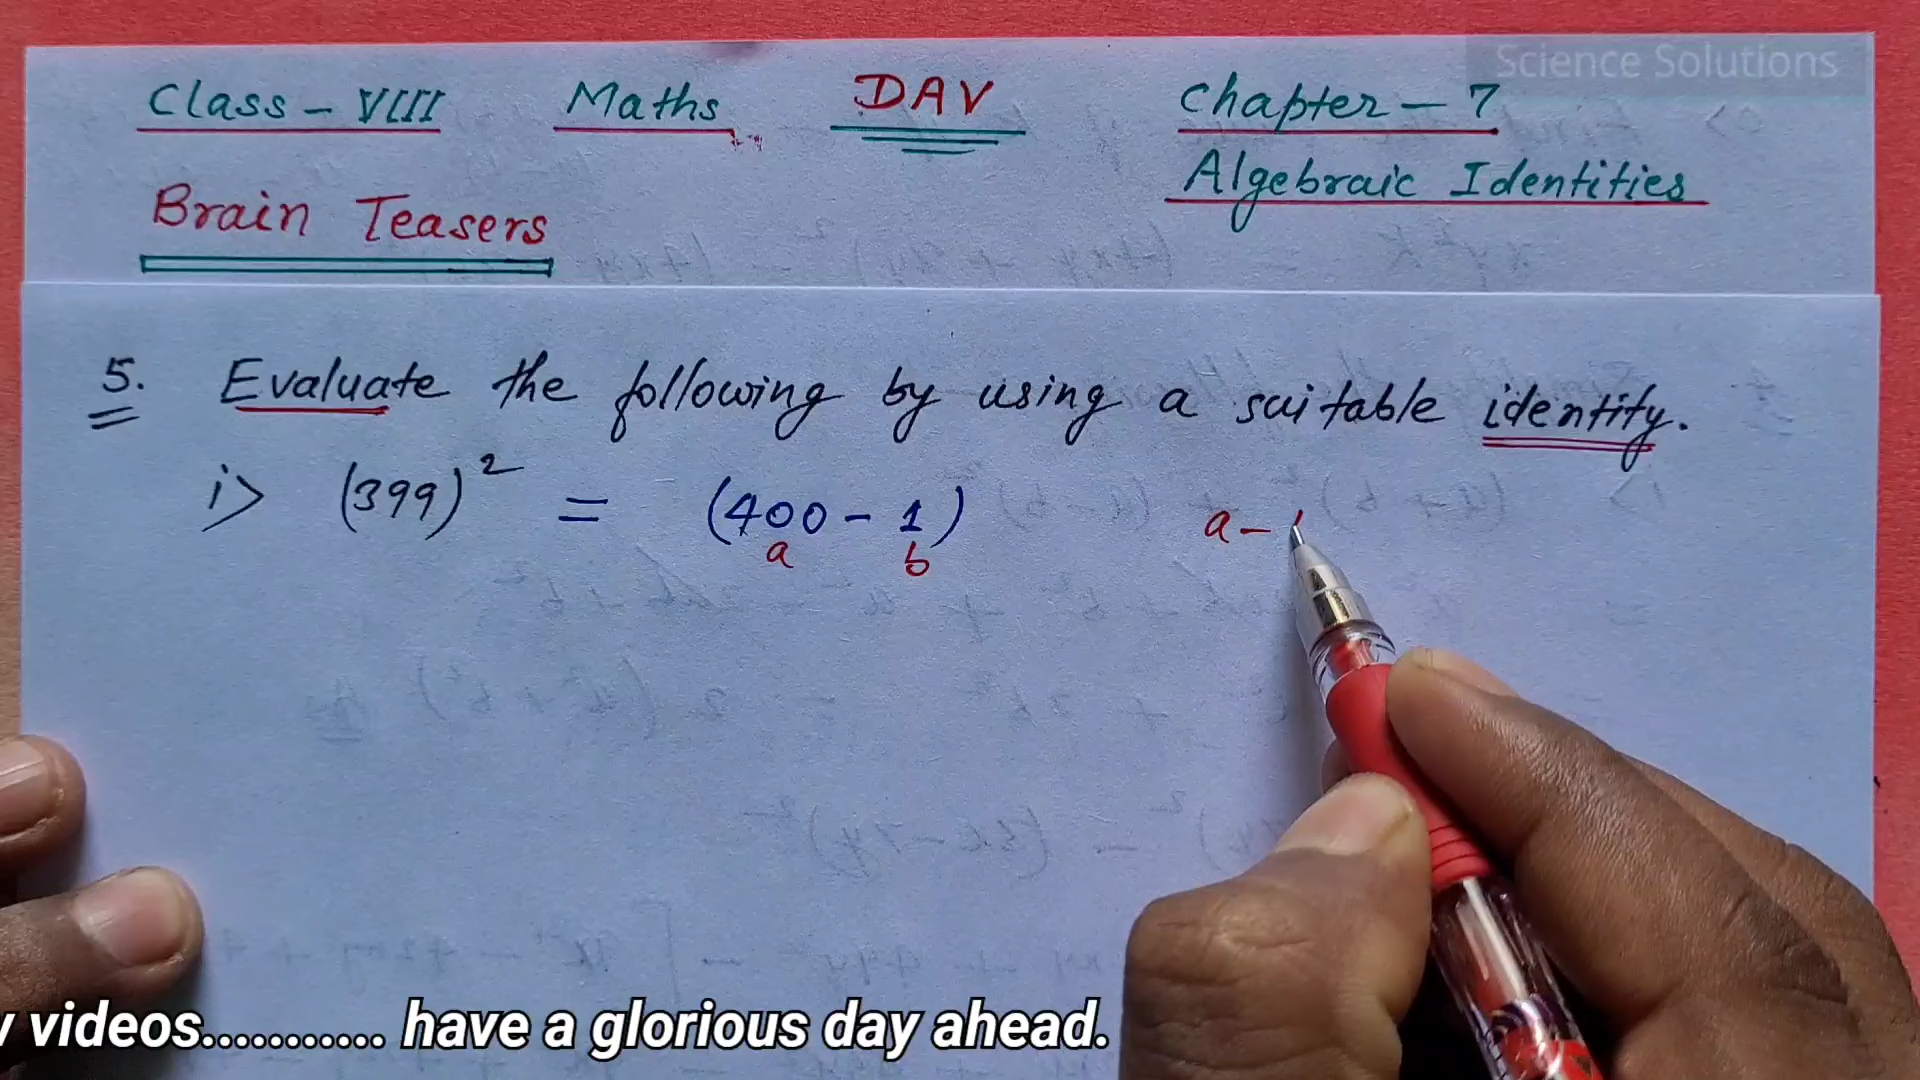 Science Solutions
Class - VIII Maths DAV Chapter - 7
Algebraic Identities
Brain Teasers
5. Evaluate the following by using a suitable identity.
i> (399)² = (400 - 1) a -
a b
videos........... have a glorious day ahead.